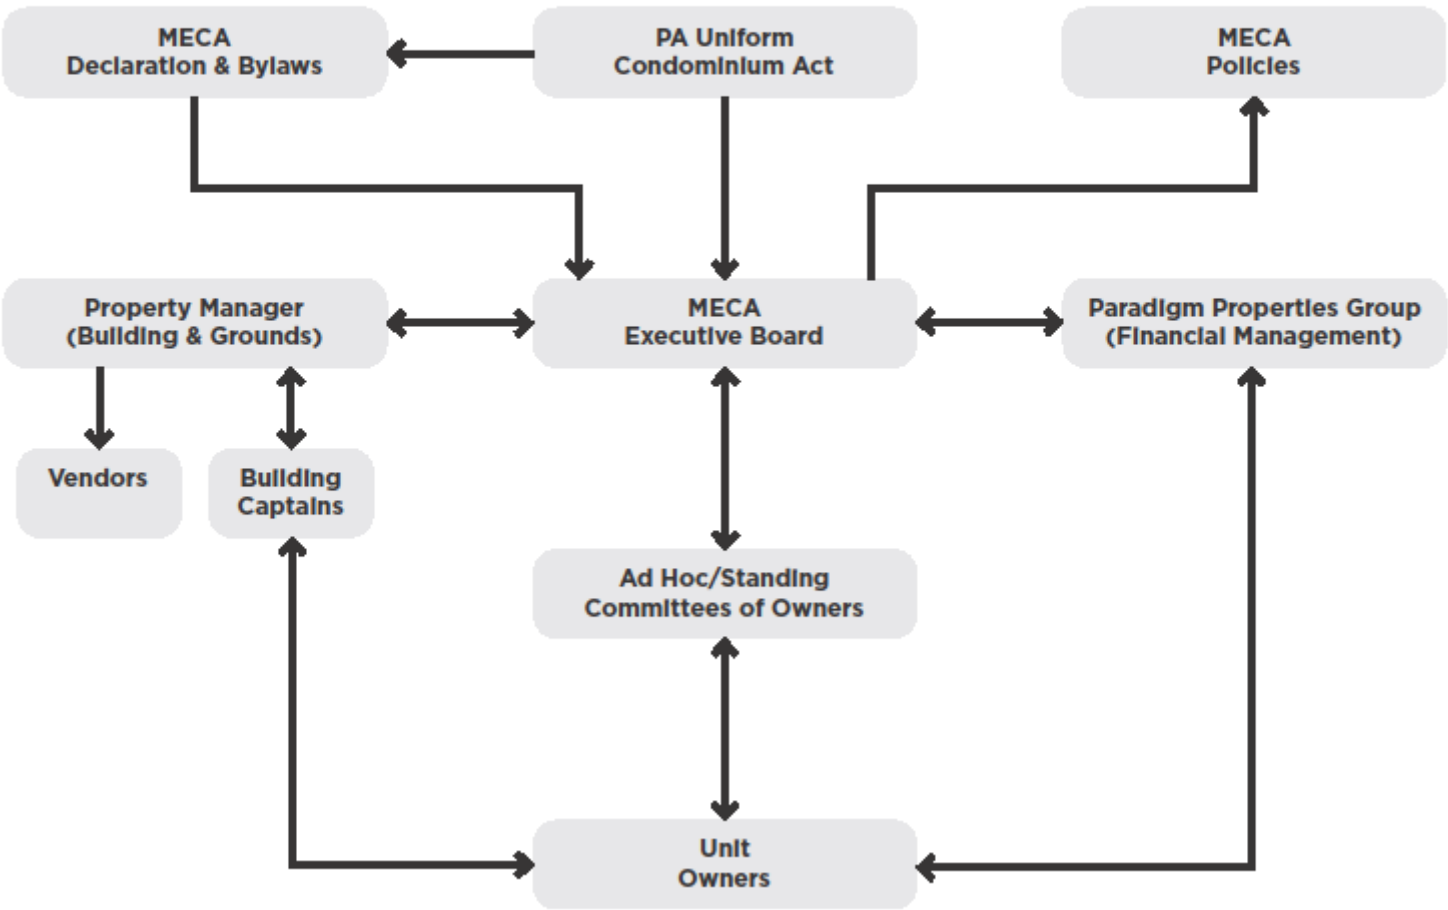 MECA
Declaration & Bylaws
PA Uniform
Condominium Act
MECA
Policies
Property Manager
(Building & Grounds)
MECA
Executive Board
Paradigm Properties Group
(Financial Management)
Vendors
Building
Captains
Ad Hoc/Standing
Committees of Owners
Unit
Owners